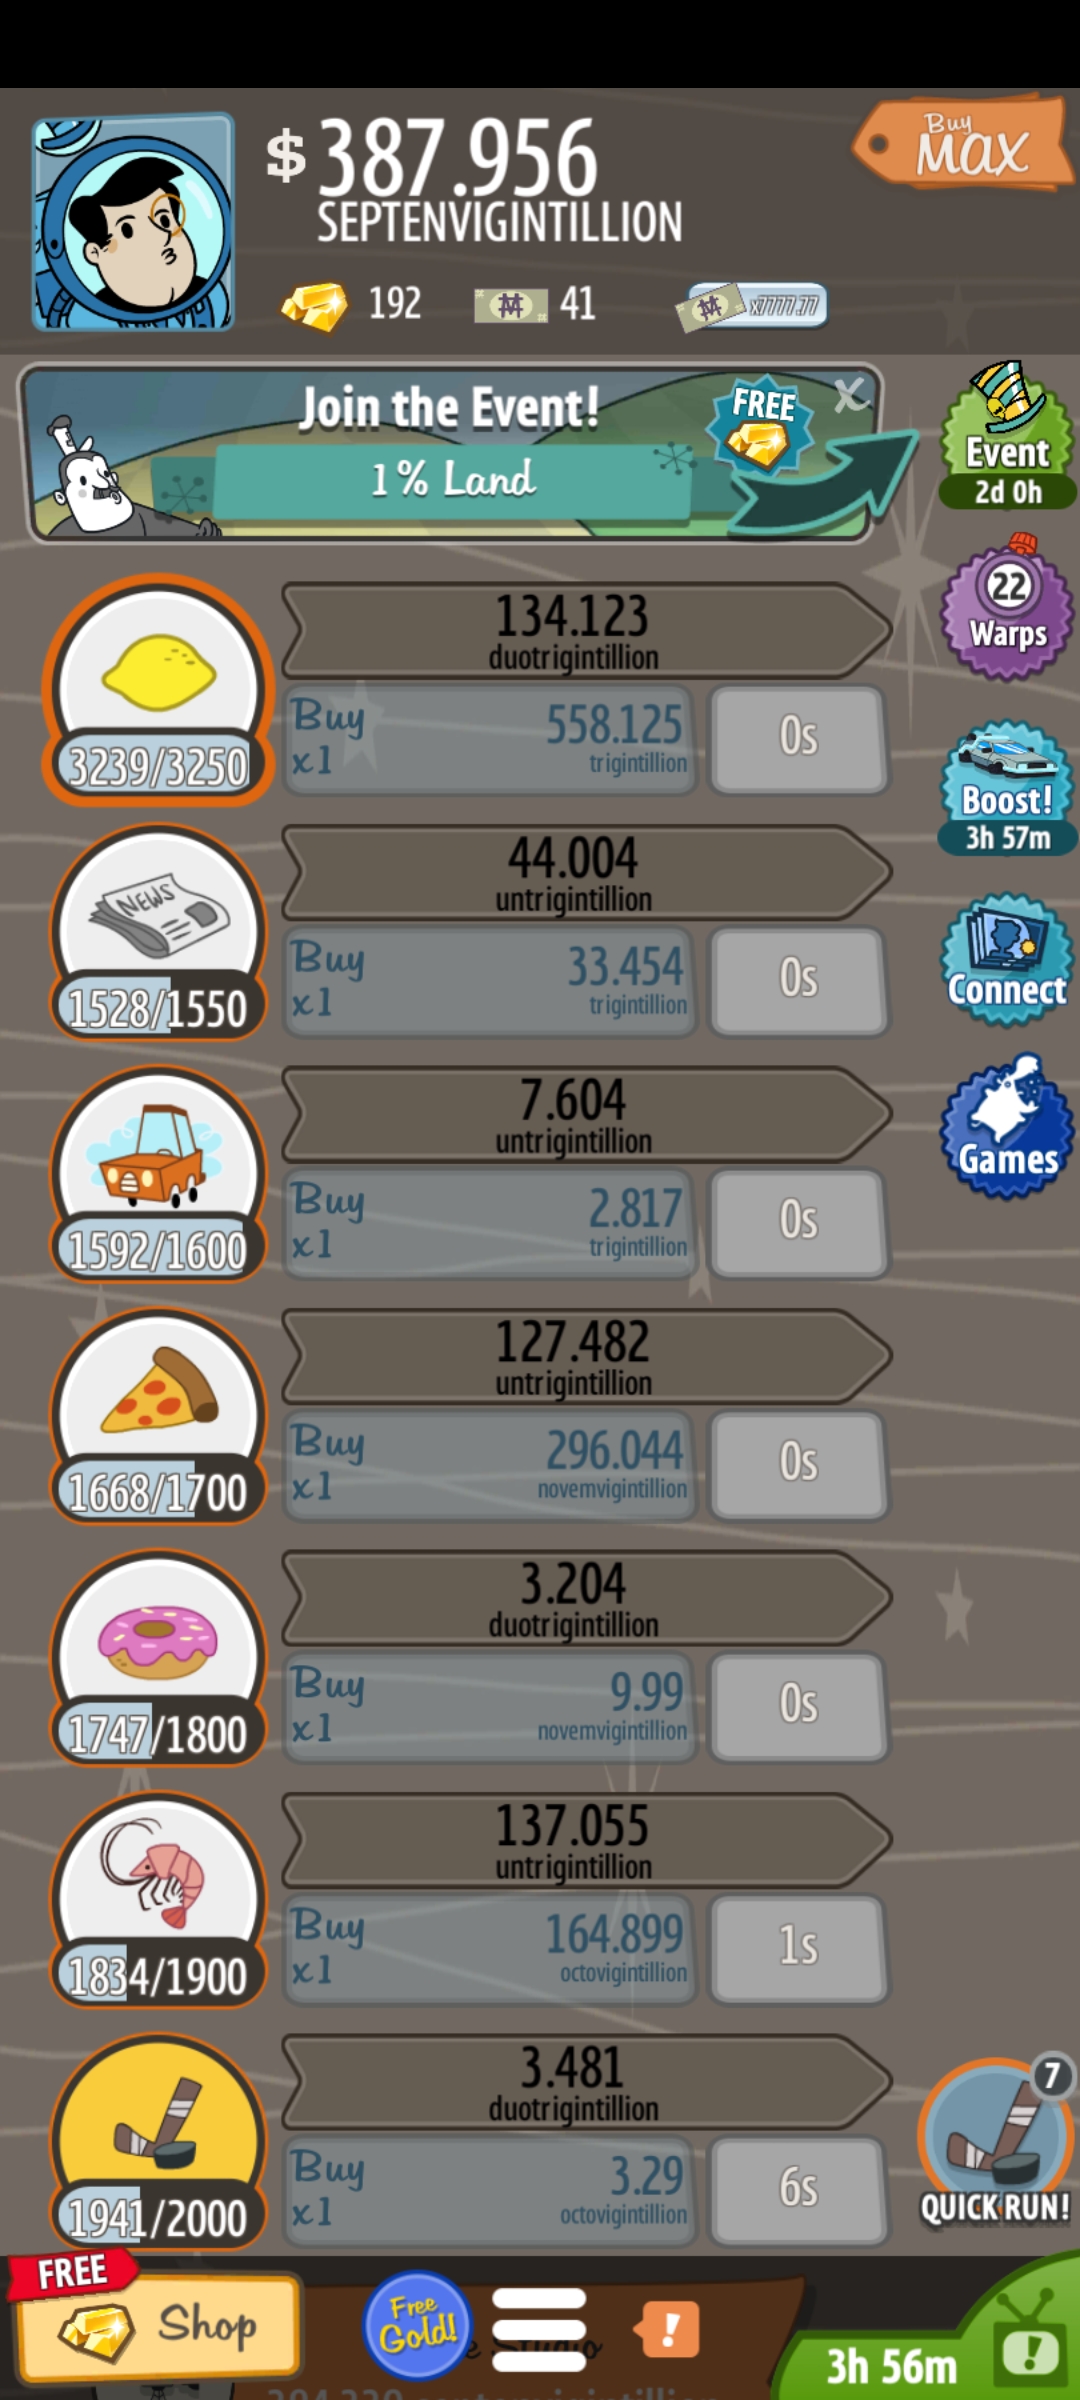 $ 387.956
SEPTENVIGINTILLION
Buy
MAX
192
41
x7777.77
Join the Event!
FREE
X
1% Land
Event
2d 0h
134.123
duotrigintillion
22
Warps
Buy
x1
558.125
trigintillion
0s
3239/3250
Boost!
3h 57m
44.004
untrigintillion
NEWS
Buy
x1
33.454
trigintillion
0s
1528/1550
Connect
7.604
untrigintillion
Buy
x1
2.817
trigintillion
0s
1592/1600
Games
127.482
untrigintillion
Buy
x1
296.044
novemvigintillion
0s
1668/1700
3.204
duotrigintillion
Buy
x1
9.99
novemvigintillion
0s
1747/1800
137.055
untrigintillion
Buy
x1
164.899
octovigintillion
1s
1834/1900
3.481
duotrigintillion
Buy
x1
3.29
octovigintillion
6s
1941/2000
7
QUICK RUN!
FREE
Shop
Free
Gold!
!
3h 56m
!